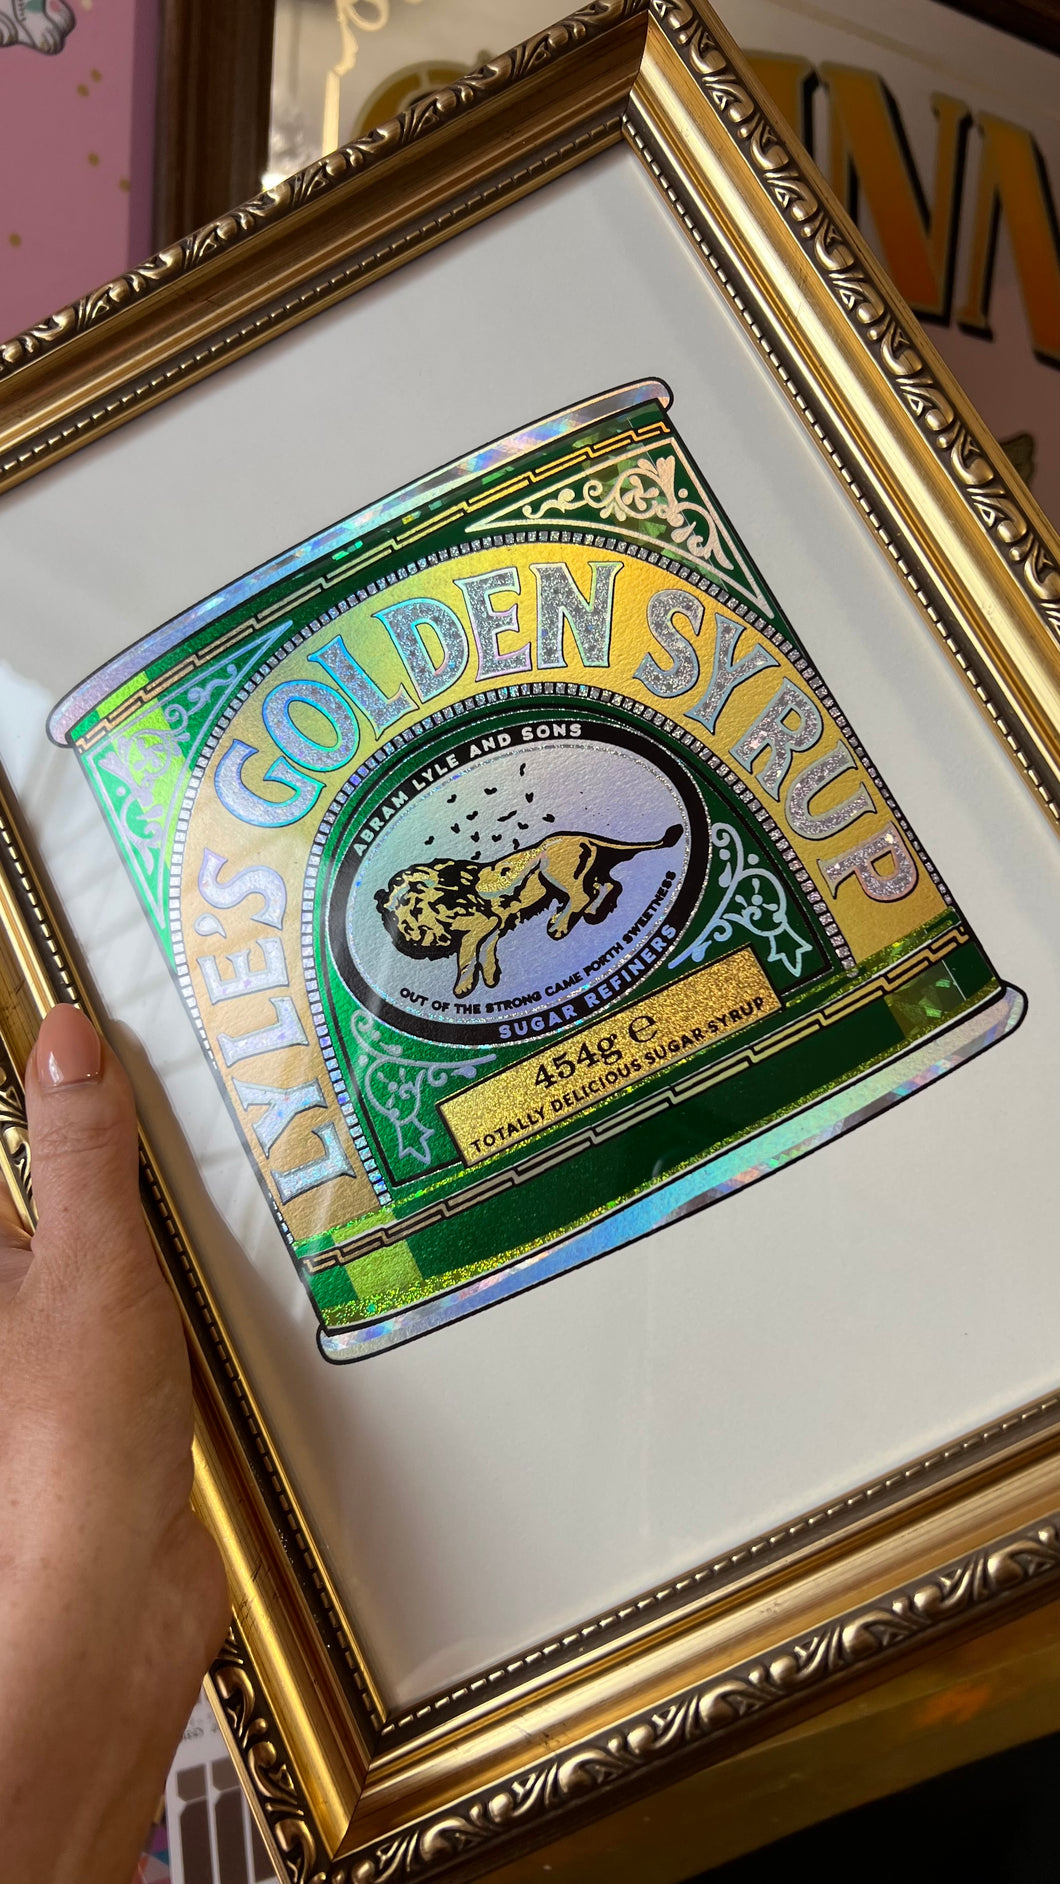 LYLE'S GOLDEN SYRUP
ABRAM LYLE AND SONS
OUT OF THE STRONG CAME FORTH SWEETNESS
SUGAR REFINERS
454g e
TOTALLY DELICIOUS SUGAR-SYRUP